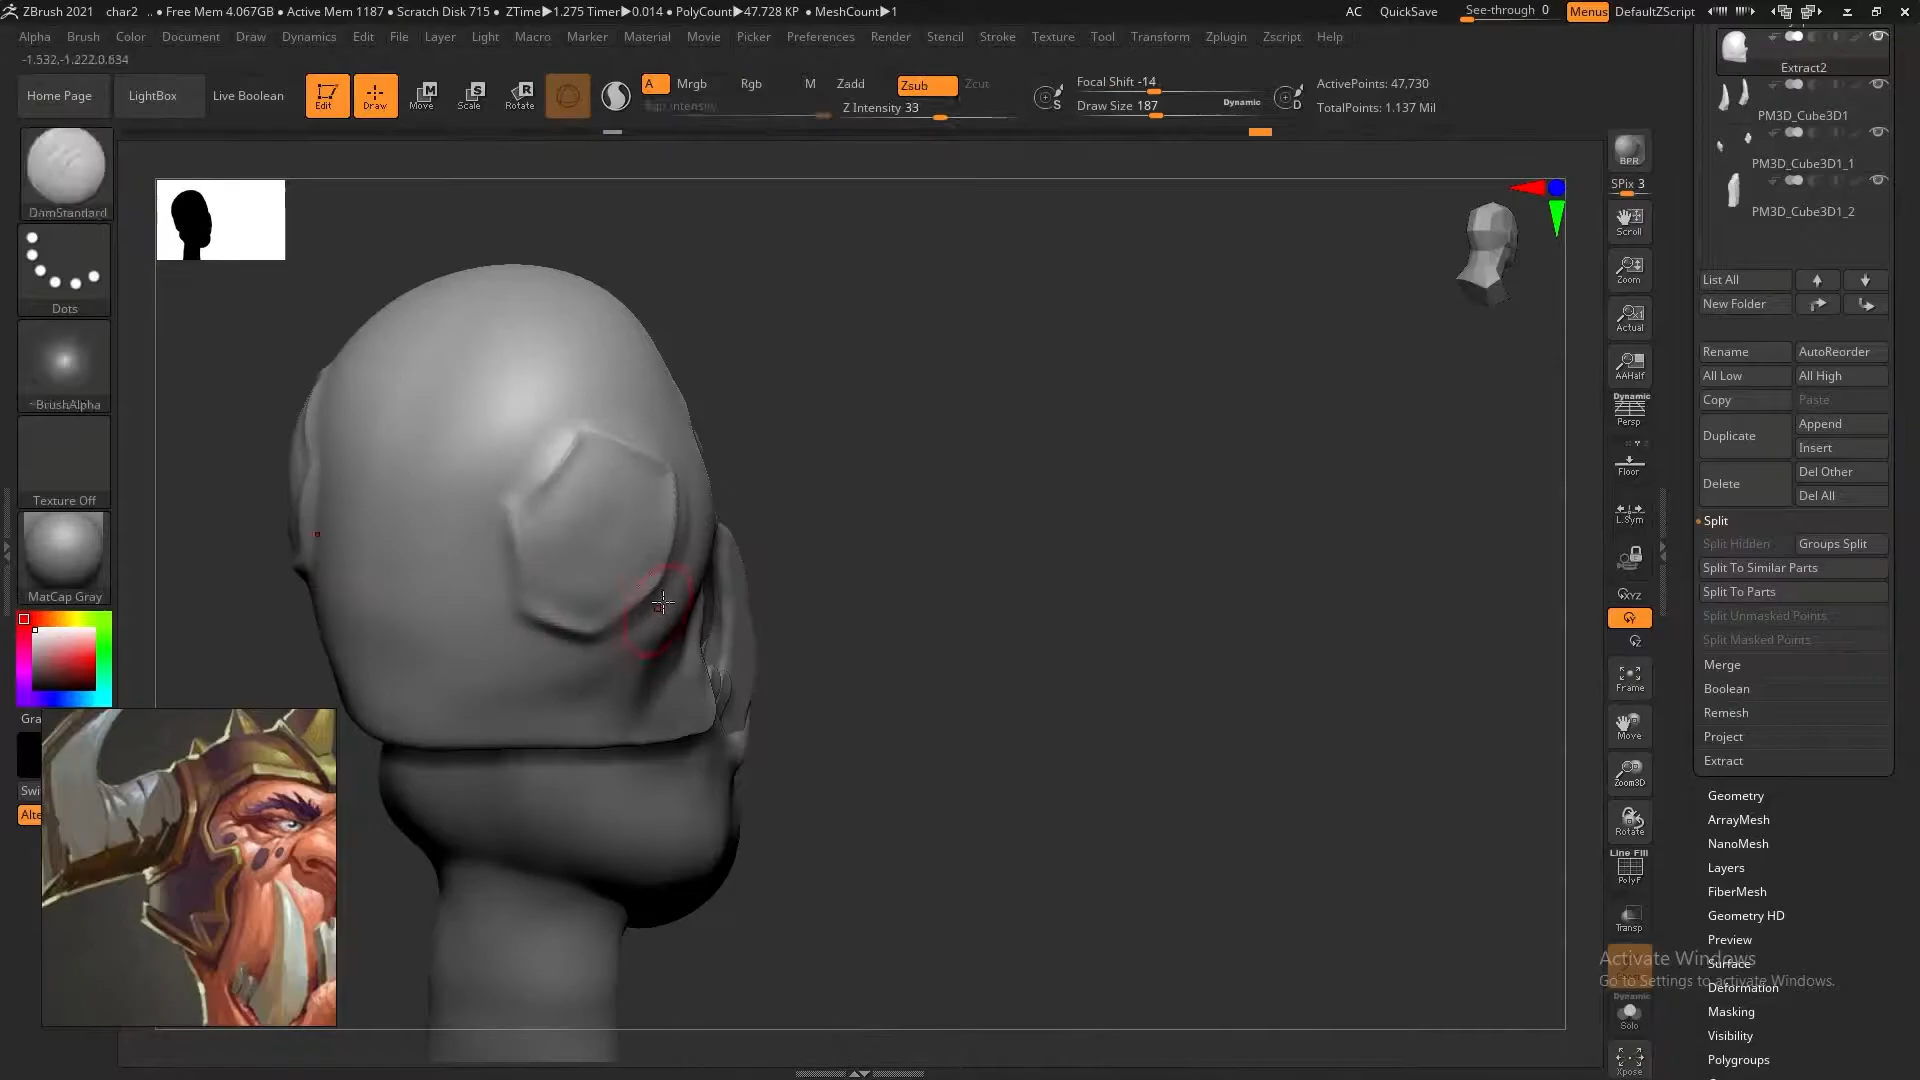 ZBrush 2021 char2 .. • Free Mem 4.067GB • Active Mem 1187 • Scratch Disk 715 • ZTime▶1.275 Timer▶0.014 • PolyCount▶47.728 KP • MeshCount▶1 AC QuickSave See-through 0 Menus DefaultZScript
Alpha Brush Color Document Draw Dynamics Edit File Layer Light Macro Marker Material Movie Picker Preferences Render Stencil Stroke Texture Tool Transform Zplugin Zscript Help
-1.532,-1.222,0.634
Home Page LightBox Live Boolean Edit Draw Move Scale Rotate
A Mrgb Rgb M Zadd Zsub Zcut
Z Intensity 33
Focal Shift -14
Draw Size 187 Dynamic
S D
ActivePoints: 47,730
TotalPoints: 1.137 Mil
DamStandard
Dots
~BrushAlpha
Texture Off
MatCap Gray
Gra
Swi
Alte
BPR
SPix 3
Scroll
Zoom
Actual
AAHalf
Dynamic
Persp
Floor
L.Sym
XYZ
Y
Z
Frame
Move
Zoom3D
Rotate
Line Fill
PolyF
Transp
Dynamic
Solo
Xpose
Extract2
PM3D_Cube3D1
PM3D_Cube3D1_1
PM3D_Cube3D1_2
List All
New Folder
Rename AutoReorder
All Low All High
Copy Paste
Duplicate Append
Insert
Delete Del Other
Del All
Split
Split Hidden Groups Split
Split To Similar Parts
Split To Parts
Split Unmasked Points
Split Masked Points
Merge
Boolean
Remesh
Project
Extract
Geometry
ArrayMesh
NanoMesh
Layers
FiberMesh
Geometry HD
Preview
Surface
Deformation
Masking
Visibility
Polygroups
Activate Windows
Go to Settings to activate Windows.